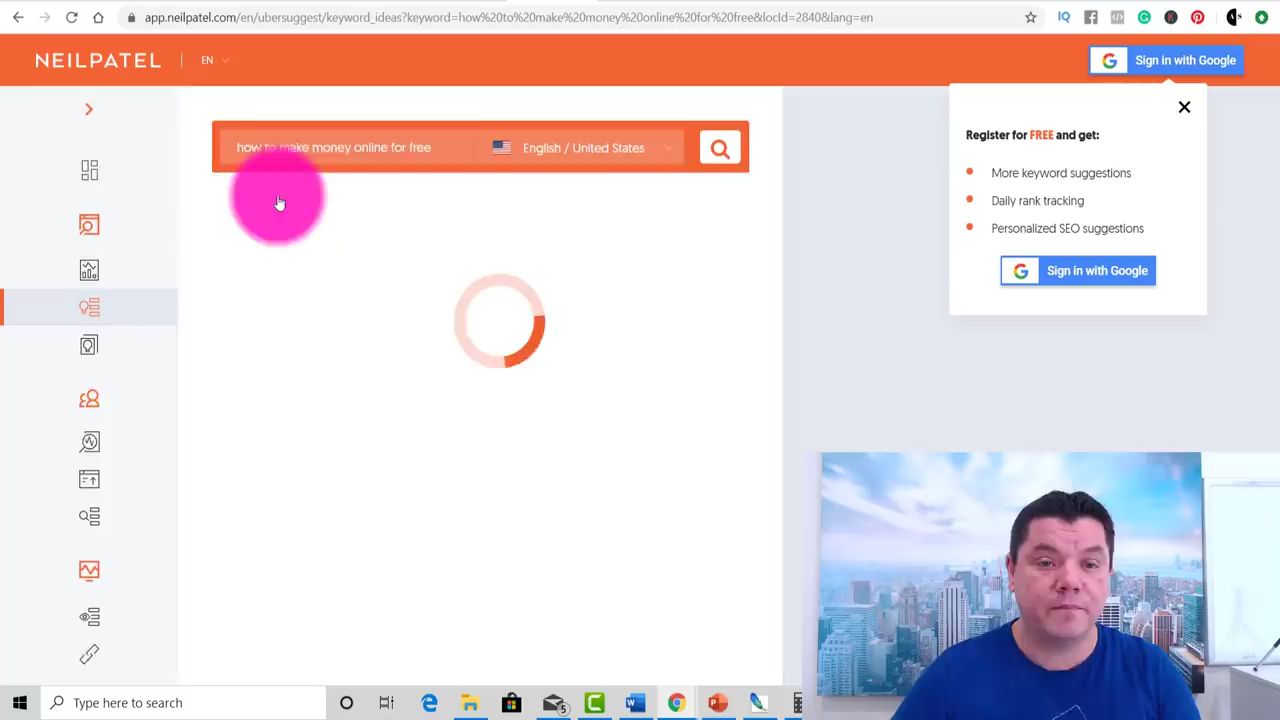 app.neilpatel.com/en/ubersuggest/keyword_ideas?keyword=how%20to%20make%20money%20online%20for%20free&locId=2840&lang=en
IQ
NEILPATEL
EN
Sign in with Google
how to make money online for free
English / United States
Register for FREE and get:
More keyword suggestions
Daily rank tracking
Personalized SEO suggestions
Sign in with Google
Type here to search
5